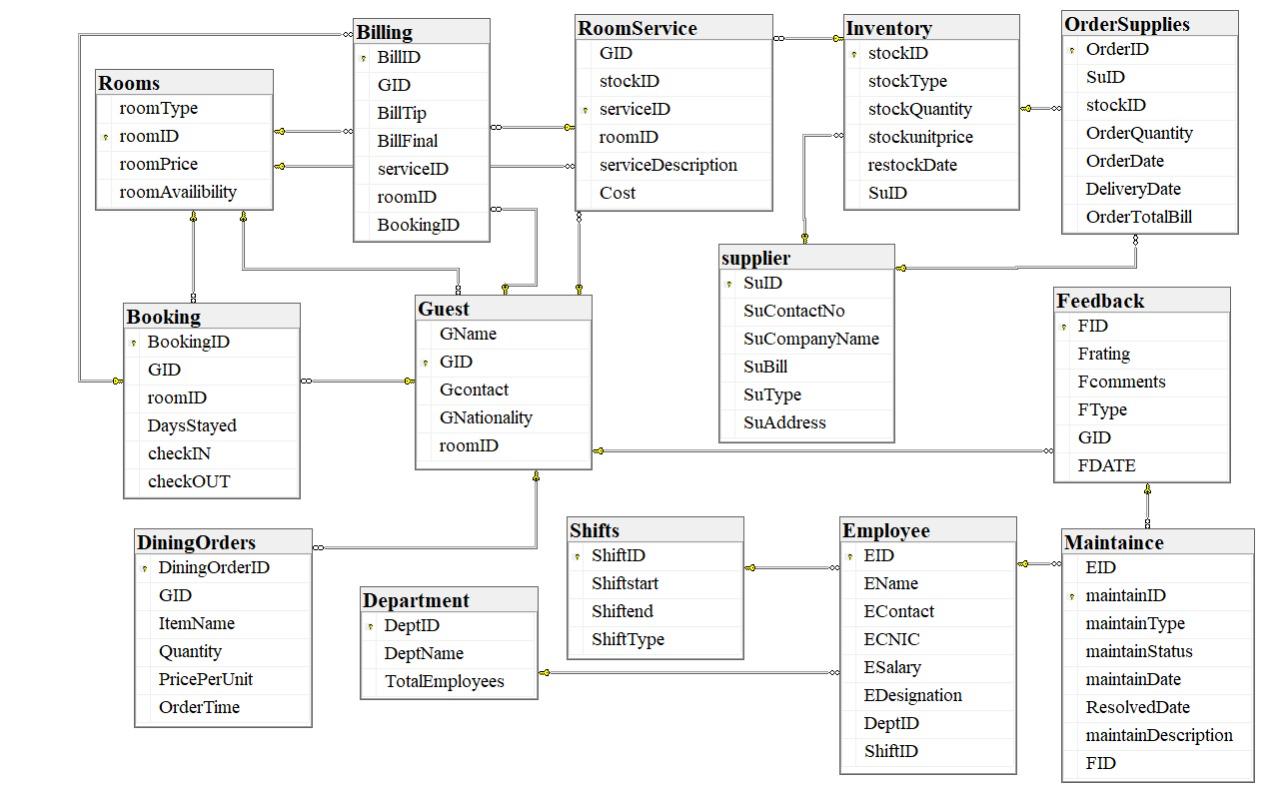 Billing
BillID
GID
BillTip
BillFinal
serviceID
roomID
BookingID
RoomService
GID
stockID
serviceID
roomID
serviceDescription
Cost
Inventory
stockID
stockType
stockQuantity
stockunitprice
restockDate
SuID
OrderSupplies
OrderID
SuID
stockID
OrderQuantity
OrderDate
DeliveryDate
OrderTotalBill
Rooms
roomType
roomID
roomPrice
roomAvailibility
supplier
SuID
SuContactNo
SuCompanyName
SuBill
SuType
SuAddress
Feedback
FID
Frating
Fcomments
FType
GID
FDATE
Booking
BookingID
GID
roomID
DaysStayed
checkIN
checkOUT
Guest
GName
GID
Gcontact
GNationality
roomID
DiningOrders
DiningOrderID
GID
ItemName
Quantity
PricePerUnit
OrderTime
Department
DeptID
DeptName
TotalEmployees
Shifts
ShiftID
Shiftstart
Shiftend
ShiftType
Employee
EID
EName
EContact
ECNIC
ESalary
EDesignation
DeptID
ShiftID
Maintaince
EID
maintainID
maintainType
maintainStatus
maintainDate
ResolvedDate
maintainDescription
FID